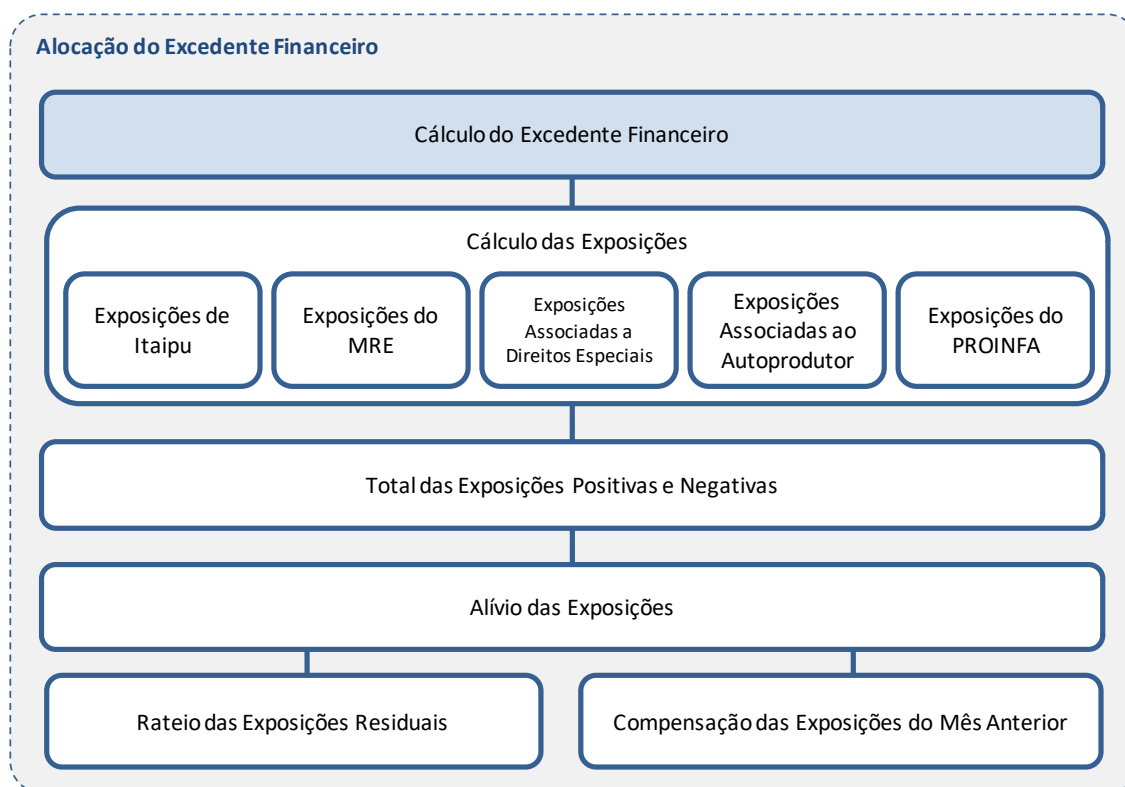 Alocação do Excedente Financeiro
Cálculo do Excedente Financeiro
Cálculo das Exposições
Exposições de
Itaipu
Exposições do
MRE
Exposições
Associadas a
Direitos Especiais
Exposições
Associadas ao
Autoprodutor
Exposições do
PROINFA
Total das Exposições Positivas e Negativas
Alívio das Exposições
Rateio das Exposições Residuais
Compensação das Exposições do Mês Anterior